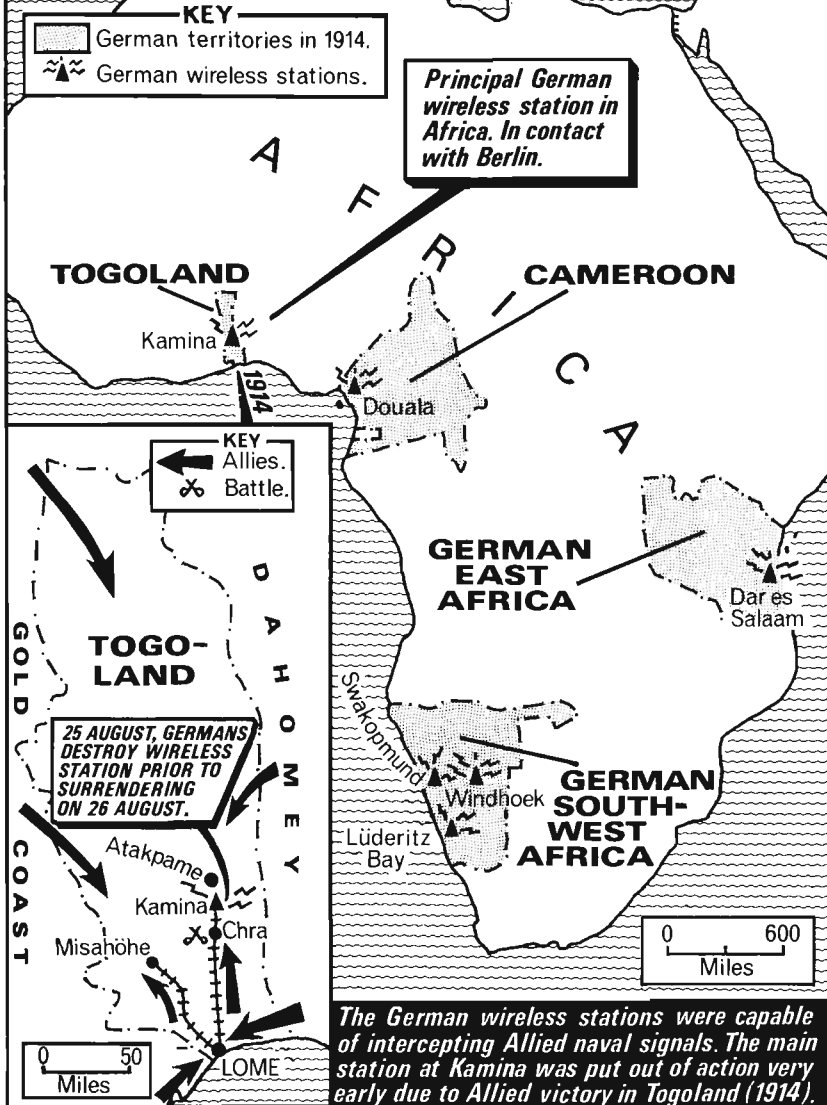 KEY
German territories in 1914.
German wireless stations.
Principal German
wireless station in
Africa. In contact
with Berlin.
AFRICA
TOGOLAND
CAMEROON
Kamina
1914
Douala
GERMAN
EAST
AFRICA
Dar es
Salaam
Swakopmund
Windhoek
Lüderitz
Bay
GERMAN
SOUTH-
WEST
AFRICA
0 600
Miles
KEY
Allies.
Battle.
DAHOMEY
GOLD COAST
TOGO-
LAND
25 AUGUST, GERMANS
DESTROY WIRELESS
STATION PRIOR TO
SURRENDERING
ON 26 AUGUST.
Atakpame
Kamina
Chra
Misahöhe
LOME
0 50
Miles
The German wireless stations were capable
of intercepting Allied naval signals. The main
station at Kamina was put out of action very
early due to Allied victory in Togoland (1914).